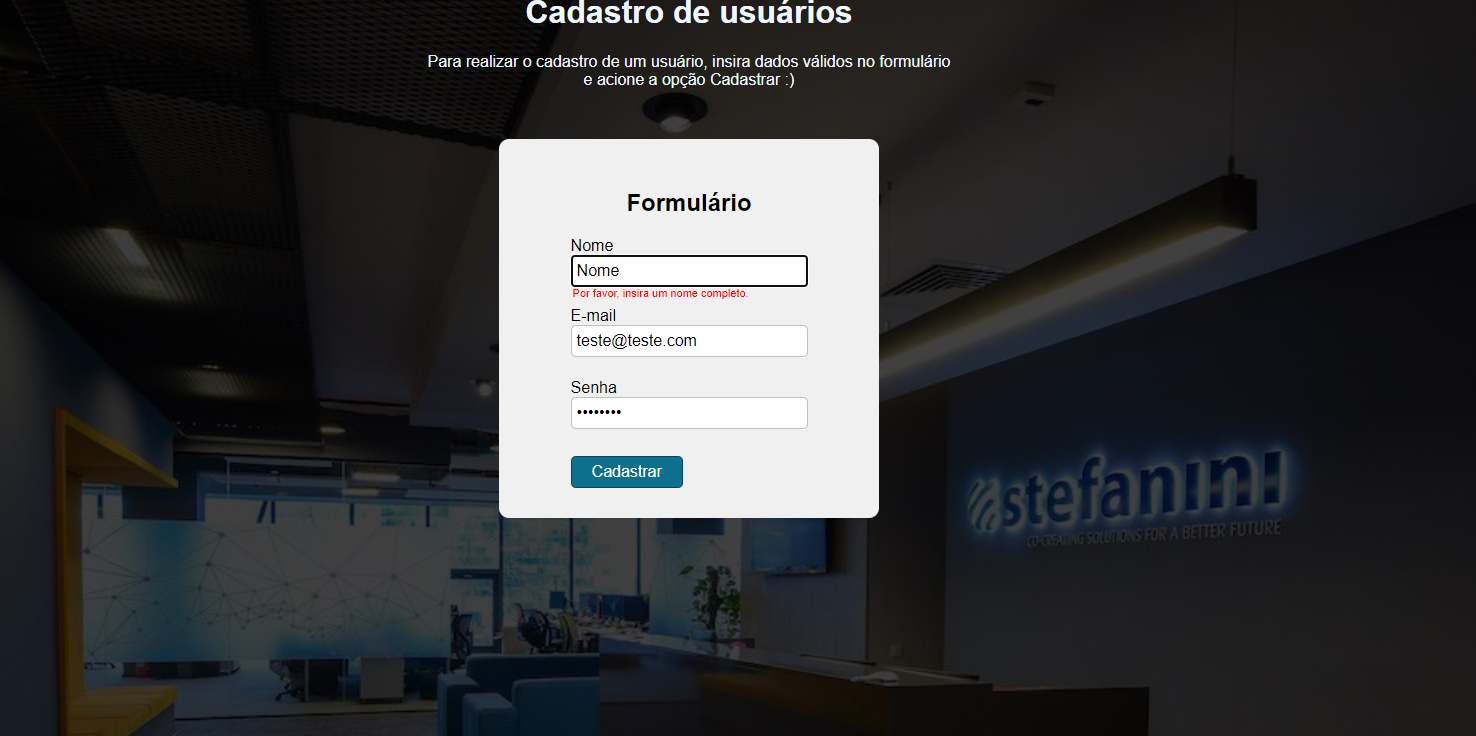 Cadastro de usuários
Para realizar o cadastro de um usuário, insira dados válidos no formulário
e acione a opção Cadastrar :)
Formulário
Nome
Nome
Por favor, insira um nome completo.
E-mail
teste@teste.com
Senha
••••••••
Cadastrar
stefanini
CO-CREATING SOLUTIONS FOR A BETTER FUTURE